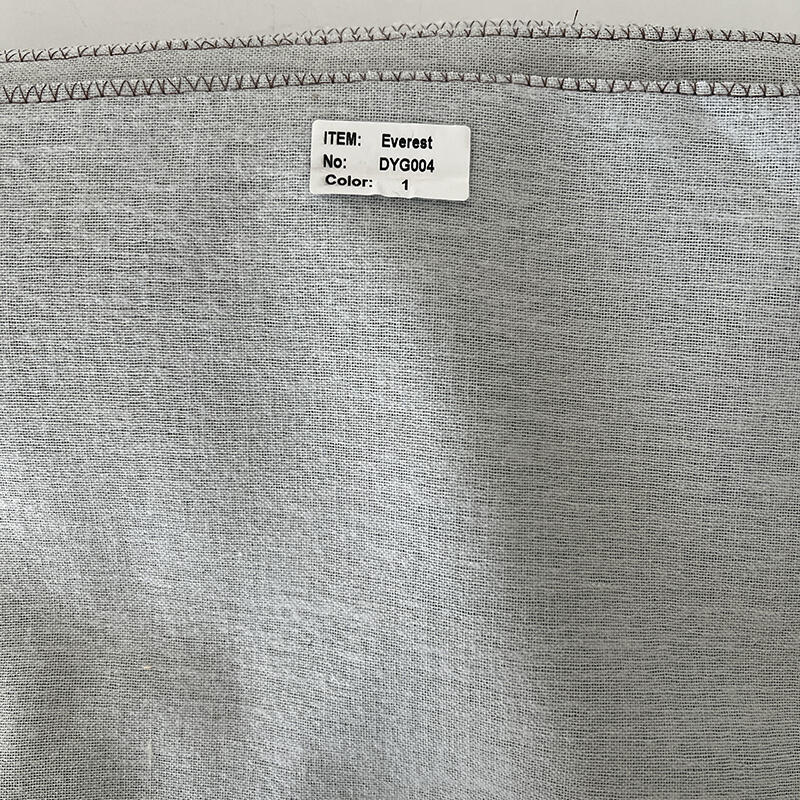 ITEM: Everest
No: DYG004
Color: 1